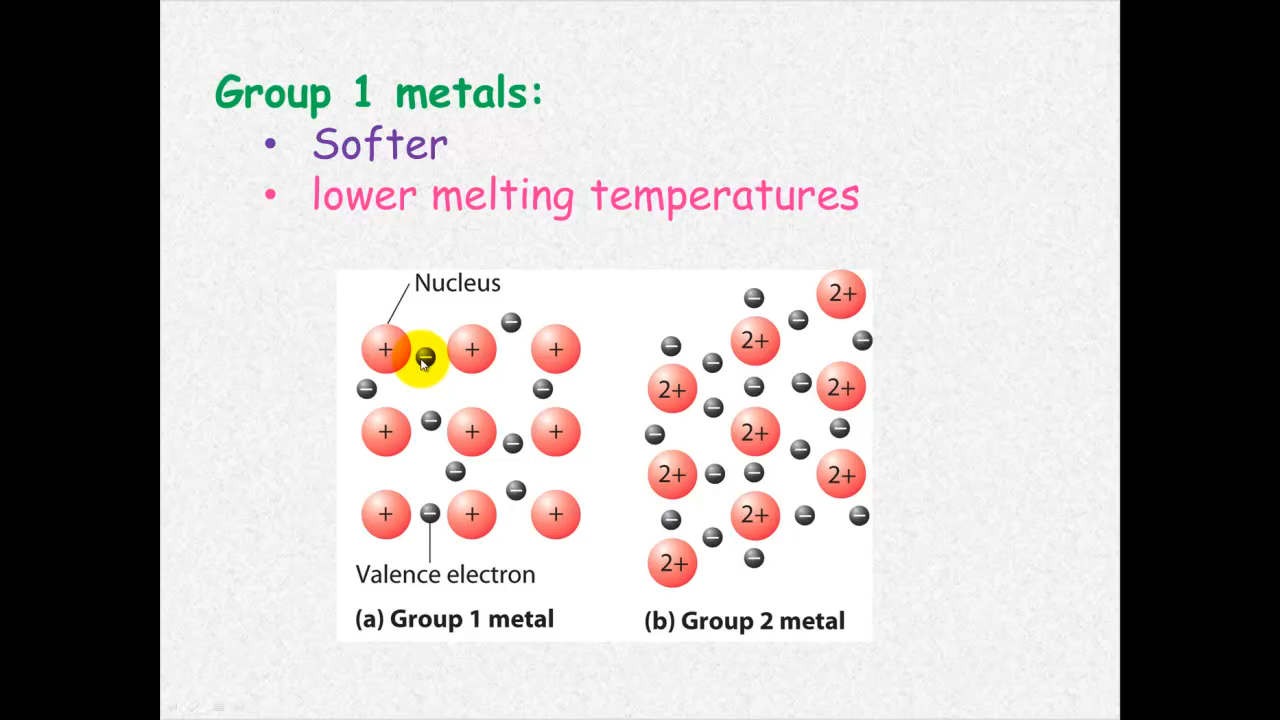 Group 1 metals:
• Softer
• lower melting temperatures
Nucleus
+ − + − +
− −
+ − + − +
− −
+ − + +
Valence electron
(a) Group 1 metal
− 2+
− 2+ −
− − −
2+ − − 2+
−
− 2+ − −
2+ − − 2+
− 2+ − −
− −
2+ −
(b) Group 2 metal